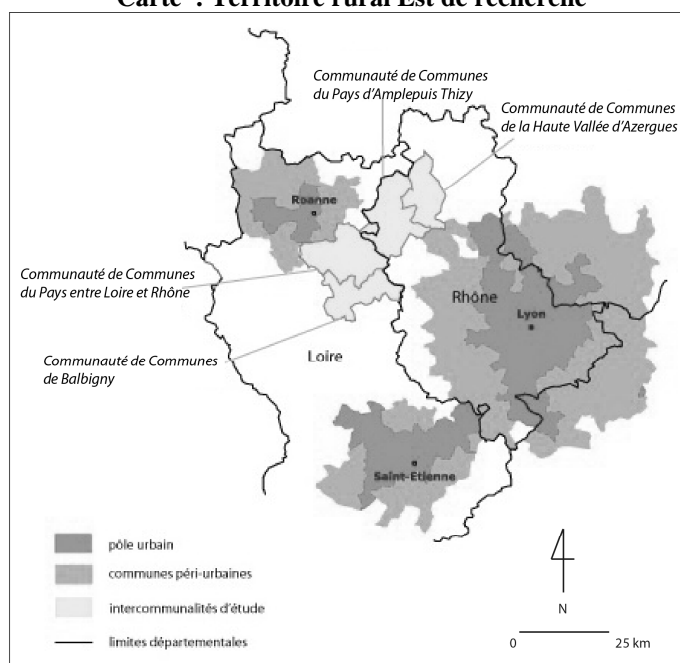 Carte : Territoire rural Est de recherche
Communauté de Communes
du Pays d'Amplepuis Thizy
Communauté de Communes
de la Haute Vallée d'Azergues
Roanne
Communauté de Communes
du Pays entre Loire et Rhône
Rhône
Lyon
Communauté de Communes
de Balbigny
Loire
Saint-Etienne
pôle urbain
communes péri-urbaines
intercommunalités d'étude
limites départementales
N
0 25 km